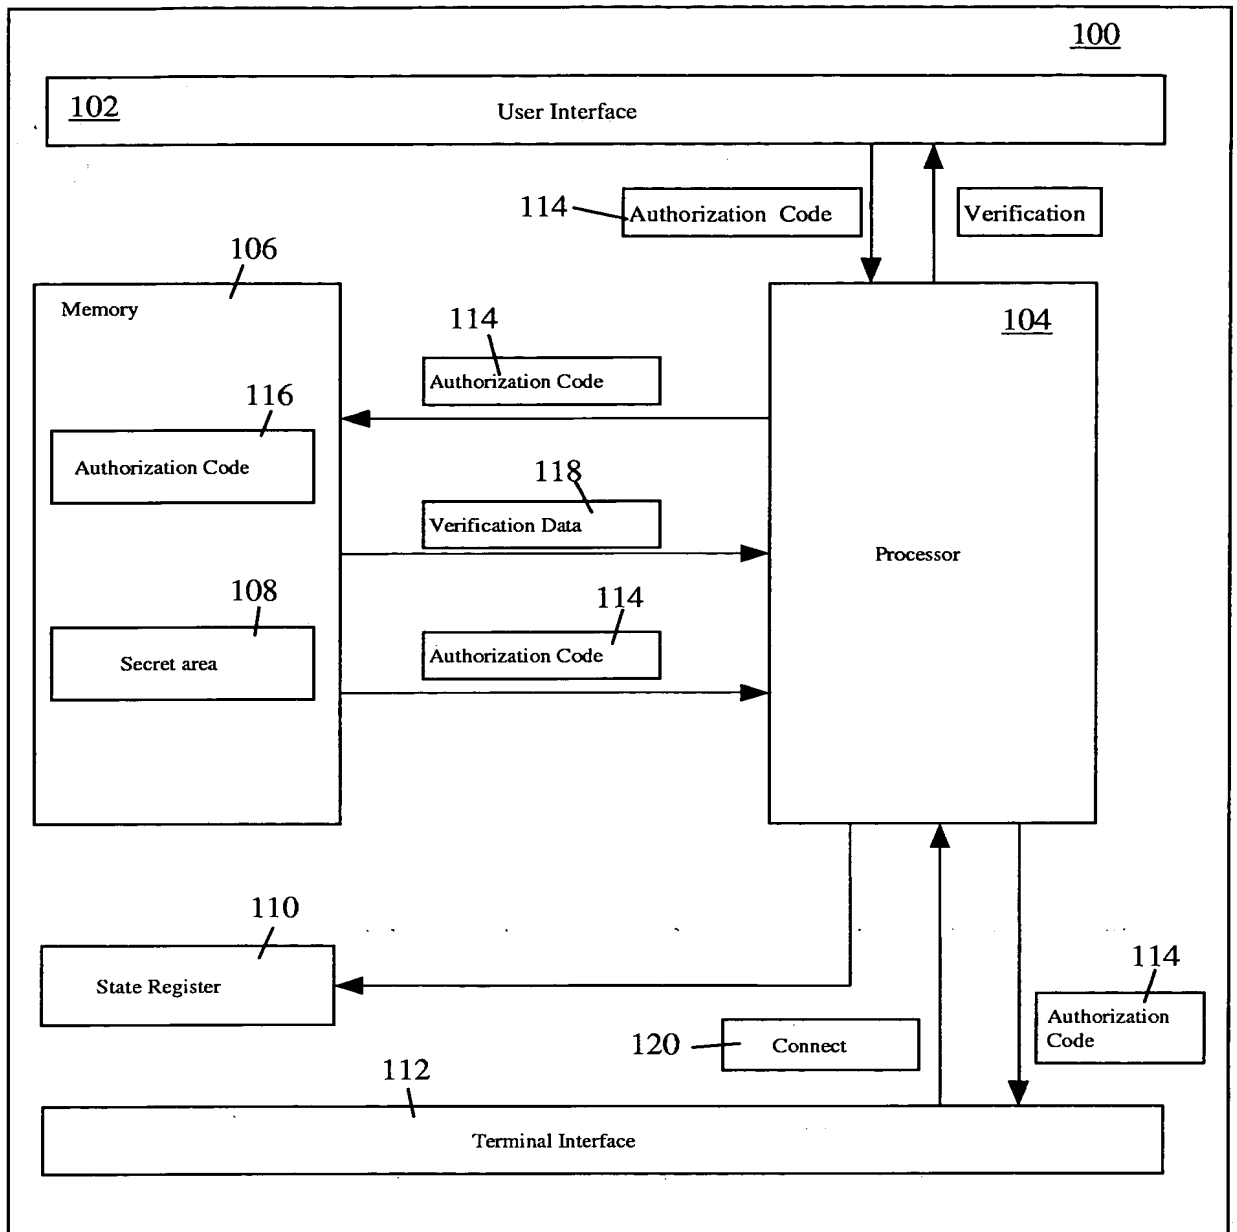 100
102
User Interface
114
Authorization Code
Verification
106
Memory
104
114
Authorization Code
116
Authorization Code
118
Verification Data
Processor
108
Secret area
114
Authorization Code
110
State Register
114
Authorization
Code
120
Connect
112
Terminal Interface